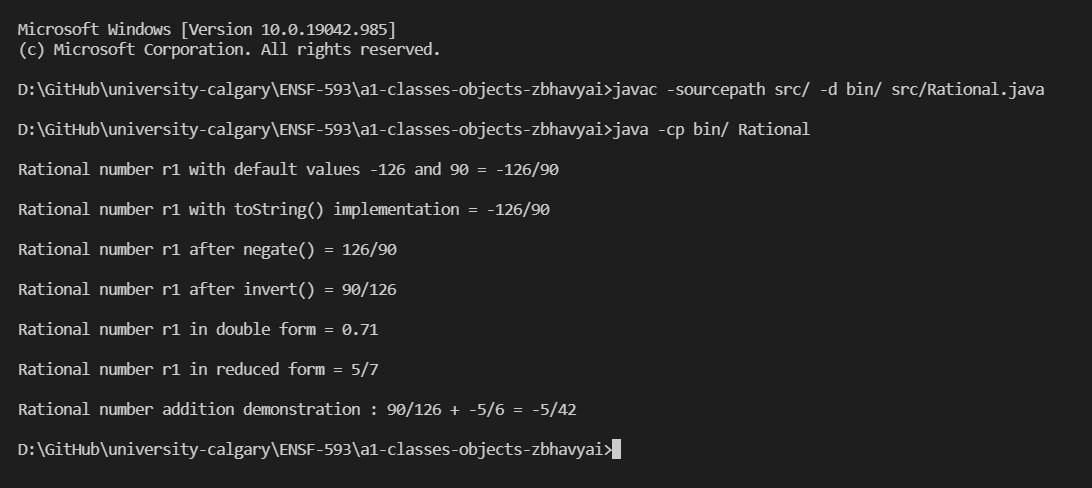 Microsoft Windows [Version 10.0.19042.985]
(c) Microsoft Corporation. All rights reserved.
D:\GitHub\university-calgary\ENSF-593\a1-classes-objects-zbhavyai>javac -sourcepath src/ -d bin/ src/Rational.java
D:\GitHub\university-calgary\ENSF-593\a1-classes-objects-zbhavyai>java -cp bin/ Rational
Rational number r1 with default values -126 and 90 = -126/90
Rational number r1 with toString() implementation = -126/90
Rational number r1 after negate() = 126/90
Rational number r1 after invert() = 90/126
Rational number r1 in double form = 0.71
Rational number r1 in reduced form = 5/7
Rational number addition demonstration : 90/126 + -5/6 = -5/42
D:\GitHub\university-calgary\ENSF-593\a1-classes-objects-zbhavyai>